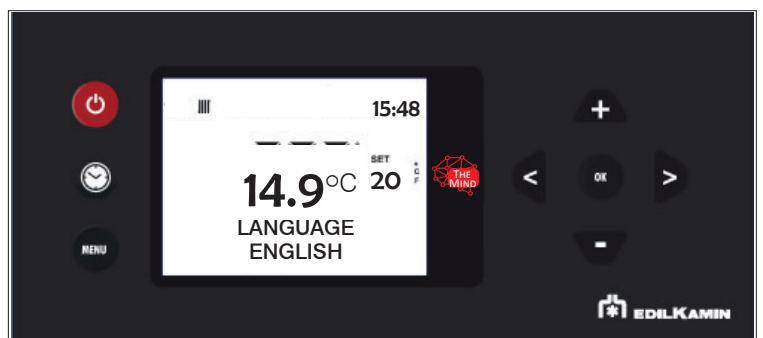 15:48
SET
20
°C
F
14.9°C
LANGUAGE
ENGLISH
THE
MIND
MENU
<
OK
>
+
-
EDILKAMIN